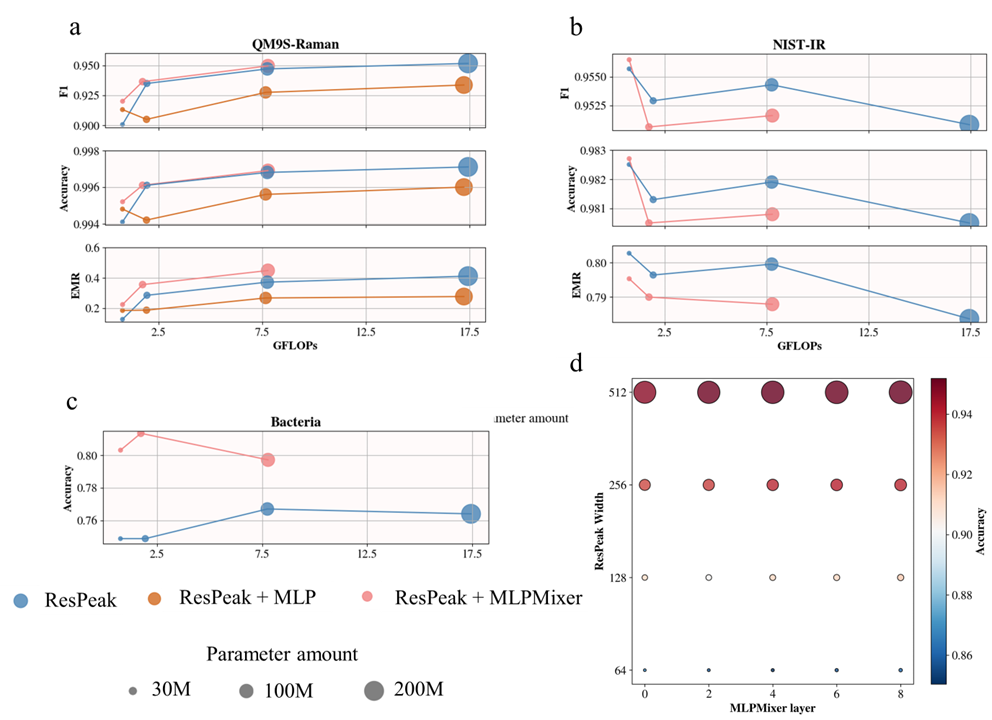 a
QM9S-Raman
0.950
0.925
0.900
F1
0.998
0.996
0.994
Accuracy
0.6
0.4
0.2
EMR
2.5 7.5 12.5 17.5
GFLOPs
b
NIST-IR
0.9550
0.9525
F1
0.983
0.982
0.981
Accuracy
0.80
0.79
EMR
2.5 7.5 12.5 17.5
GFLOPs
c
Bacteria
0.80
0.78
0.76
Accuracy
2.5 7.5 12.5 17.5
amount
d
512
256
128
64
ResPeak Width
0 2 4 6 8
MLPMixer layer
0.94
0.92
0.90
0.88
0.86
Accuracy
ResPeak ResPeak + MLP ResPeak + MLPMixer
Parameter amount
30M 100M 200M